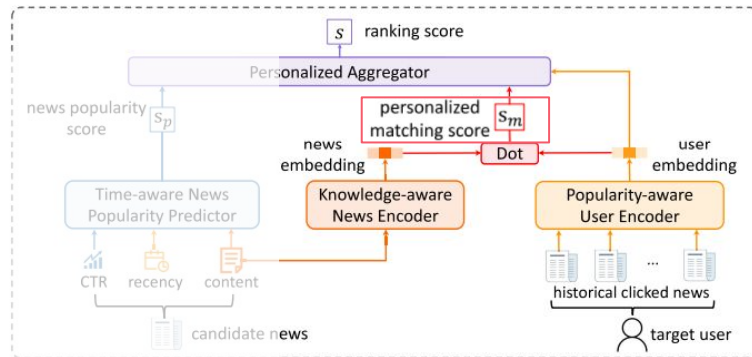 s ranking score
Personalized Aggregator
news popularity
score
s_p
personalized
matching score
s_m
news
embedding
Dot
user
embedding
Time-aware News
Popularity Predictor
Knowledge-aware
News Encoder
Popularity-aware
User Encoder
CTR recency content
...
historical clicked news
candidate news
target user